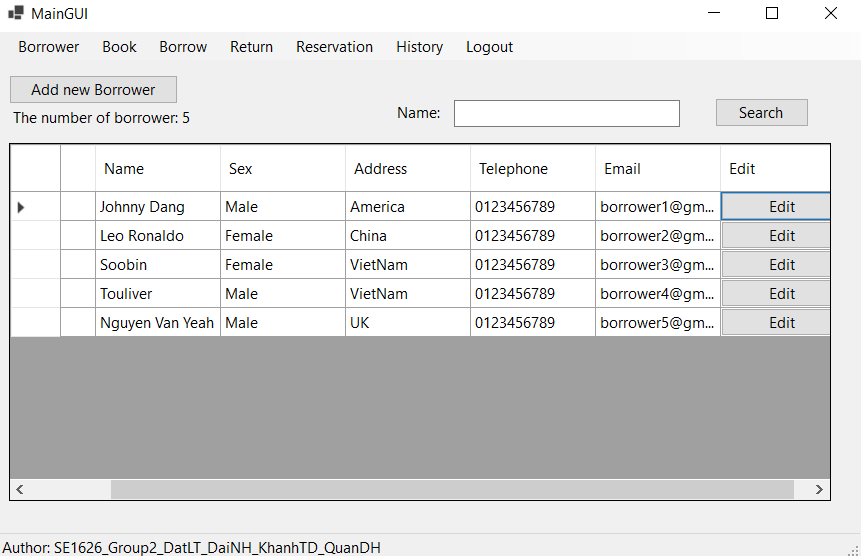 MainGUI
Borrower Book Borrow Return Reservation History Logout
Add new Borrower
The number of borrower: 5
Name: Search
Name Sex Address Telephone Email Edit
Johnny Dang Male America 0123456789 borrower1@gm... Edit
Leo Ronaldo Female China 0123456789 borrower2@gm... Edit
Soobin Female VietNam 0123456789 borrower3@gm... Edit
Touliver Male VietNam 0123456789 borrower4@gm... Edit
Nguyen Van Yeah Male UK 0123456789 borrower5@gm... Edit
Author: SE1626_Group2_DatLT_DaiNH_KhanhTD_QuanDH